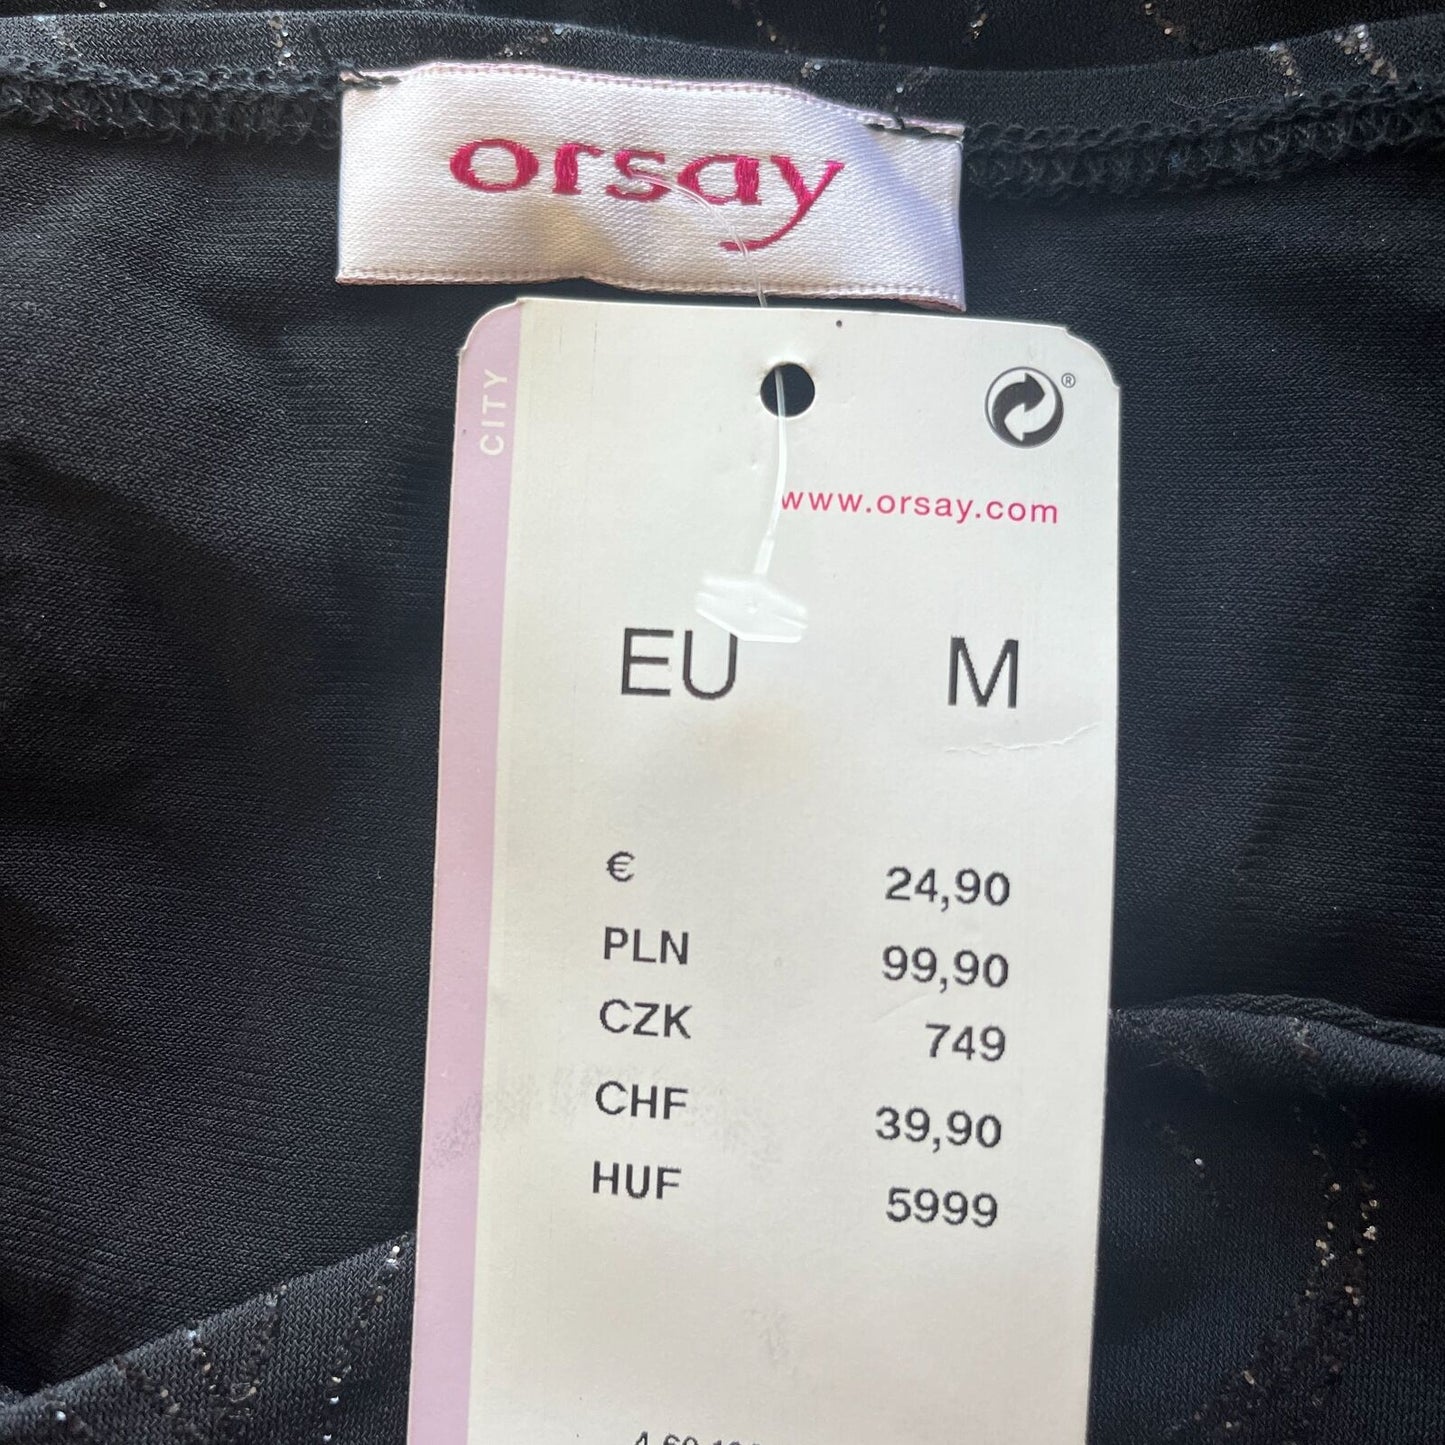 orsay
CITY
®
www.orsay.com
EU M
€ 24,90
PLN 99,90
CZK 749
CHF 39,90
HUF 5999